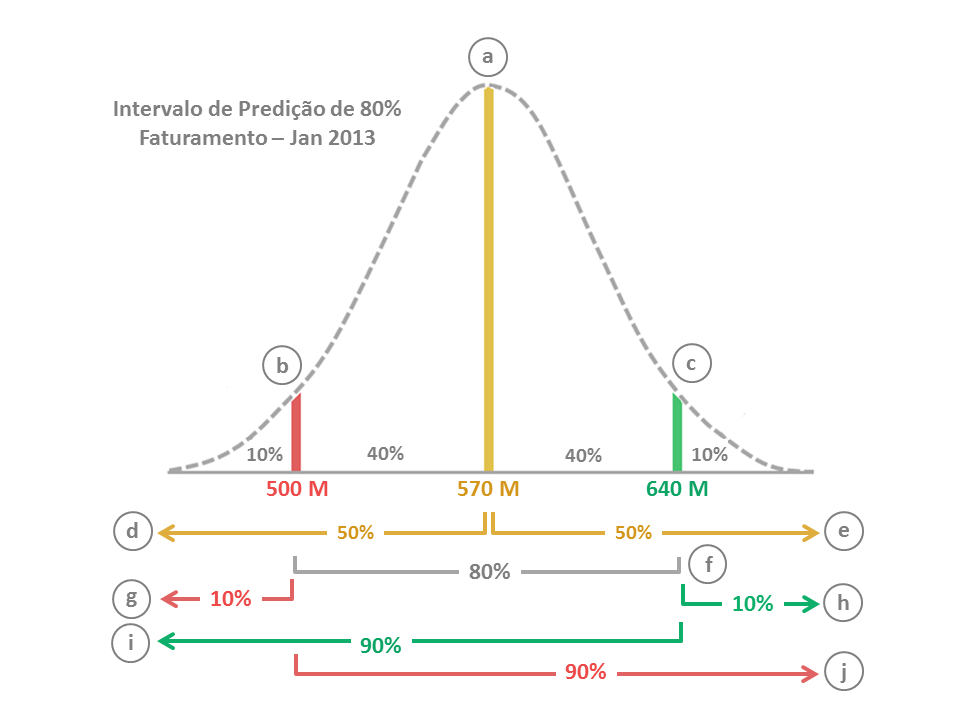 a
Intervalo de Predição de 80%
Faturamento – Jan 2013
b
c
10%
40%
40%
10%
500 M
570 M
640 M
d
50%
50%
e
80%
f
g
10%
10%
h
i
90%
90%
j